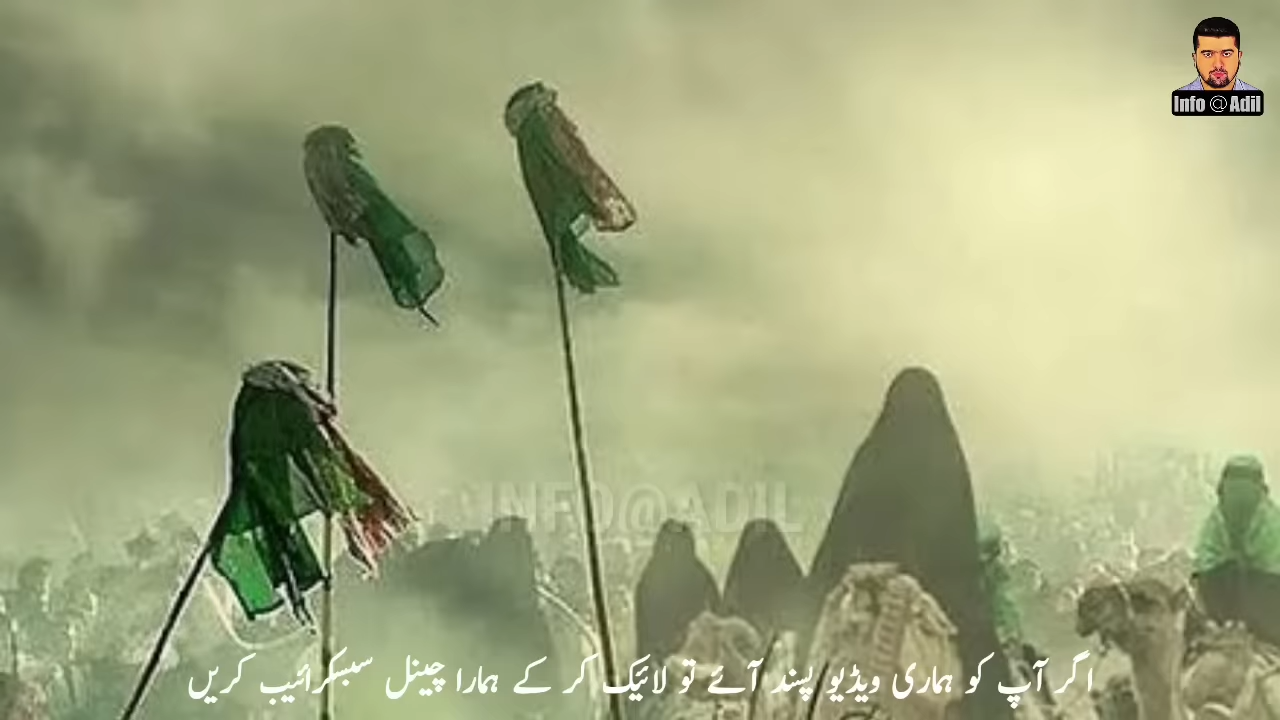 Info @ Adil
INFO@ADIL
اگر آپ کو ہماری ویڈیو پسند آئے تو لائیک کر کے ہمارا چینل سبسکرائیب کریں